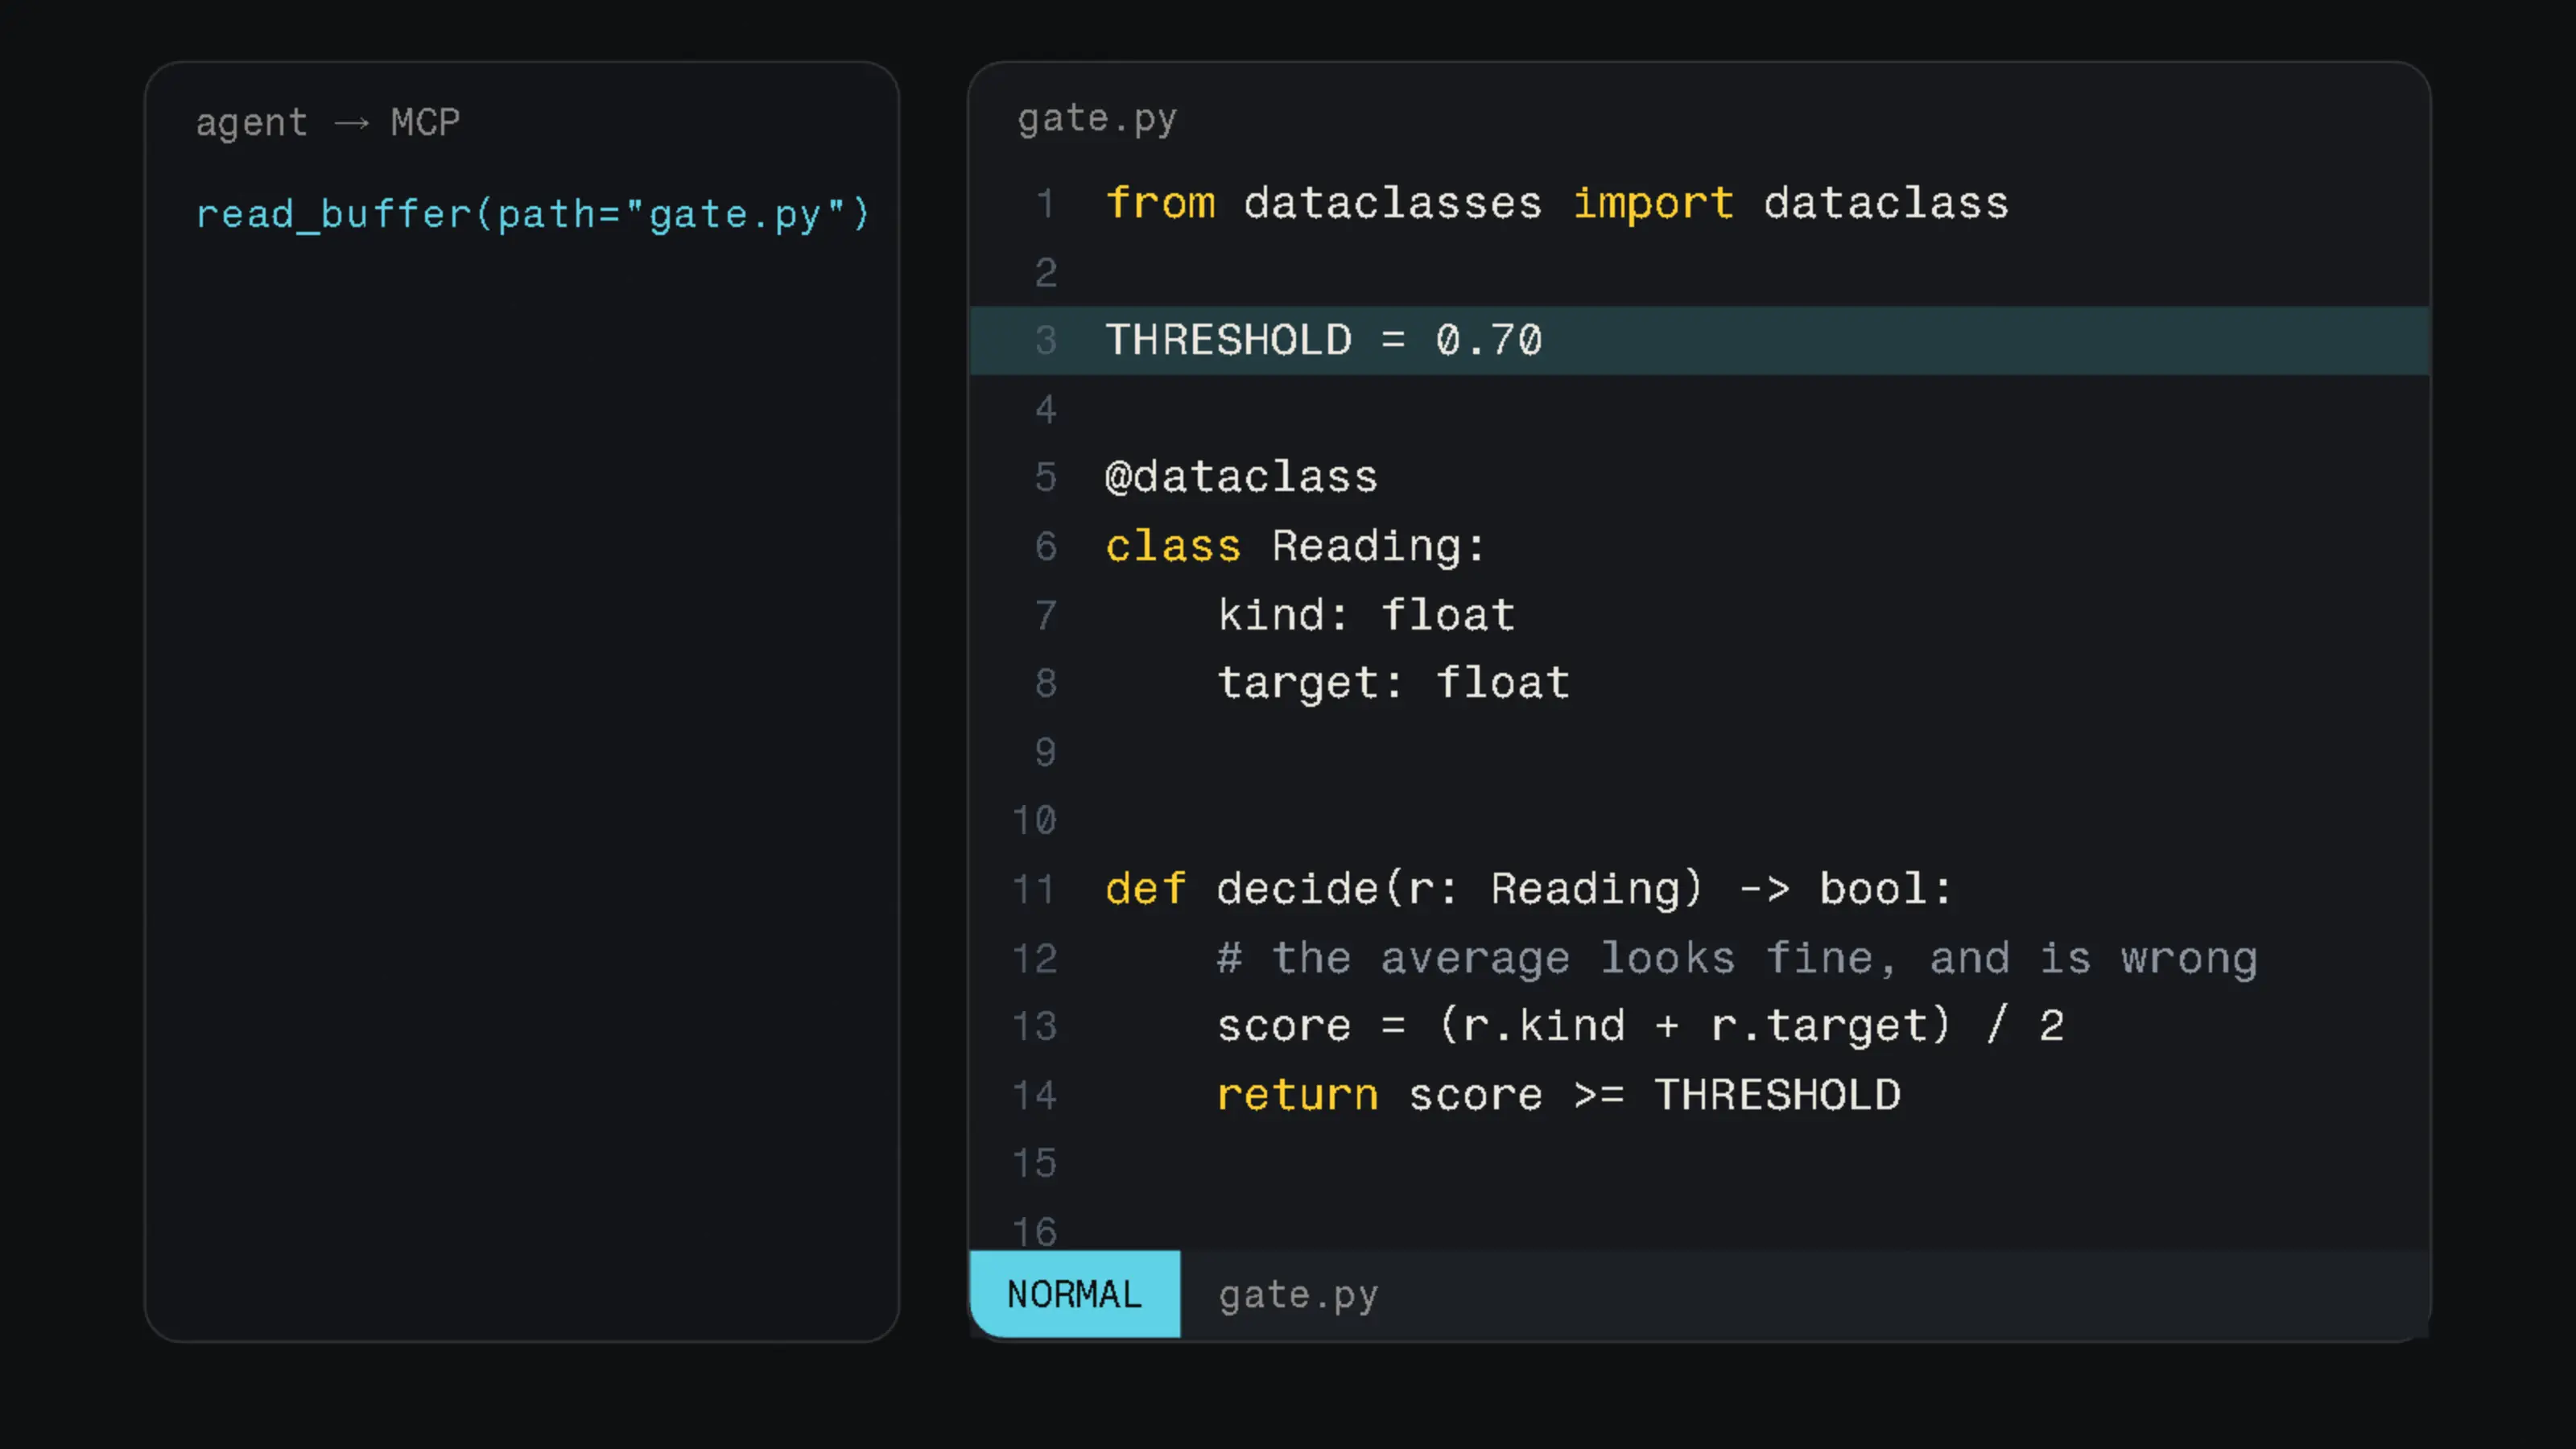 agent → MCP
read_buffer(path="gate.py")
gate.py
1 from dataclasses import dataclass
2
3 THRESHOLD = 0.70
4
5 @dataclass
6 class Reading:
7     kind: float
8     target: float
9
10
11 def decide(r: Reading) -> bool:
12     # the average looks fine, and is wrong
13     score = (r.kind + r.target) / 2
14     return score >= THRESHOLD
15
16
NORMAL gate.py